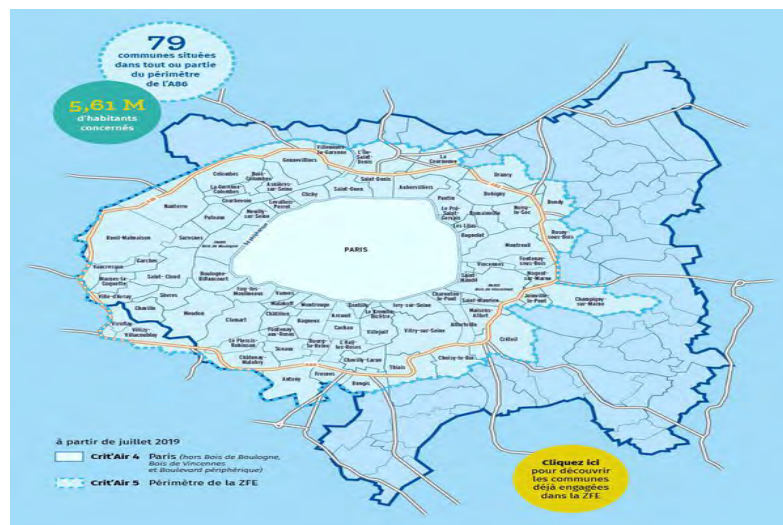 79
communes situées
dans tout ou partie
du périmètre
de l'A86
5,61 M
d'habitants
concernés
Villeneuve-
la-Garenne
L'Île-
Saint-
Denis
La
Courneuve
Gennevilliers
Colombes
Bois-
Colombes
La Garenne-
Colombes
Asnières-
sur-Seine
Saint-Denis
Drancy
Clichy
Saint-Ouen
Aubervilliers
Bobigny
Courbevoie
Levallois-
Perret
Pantin
Bondy
Nanterre
Neuilly-
sur-Seine
Le Pré-
Saint-
Gervais
Romainville
Noisy-
le-Sec
Puteaux
Les Lilas
Rosny-
sous-Bois
Rueil-Malmaison
Suresnes
Bagnolet
Montreuil
PARIS
Garches
Vincennes
Fontenay-
sous-Bois
Vaucresson
Saint-Cloud
Boulogne-
Billancourt
Saint-
Mandé
Nogent-
sur-Marne
Marnes-la-
Coquette
Ville-d'Avray
Sèvres
Issy-les-
Moulineaux
Vanves
Malakoff
Montrouge
Gentilly
Ivry-sur-Seine
Charenton-
le-Pont
Saint-Maurice
Joinville-
le-Pont
Champigny-
sur-Marne
Chaville
Meudon
Clamart
Châtillon
Bagneux
Arcueil
Le Kremlin-
Bicêtre
Maisons-
Alfort
Viroflay
Vélizy-
Villacoublay
Fontenay-
aux-Roses
Cachan
Villejuif
Vitry-sur-Seine
Alfortville
Le Plessis-
Robinson
Sceaux
Bourg-
la-Reine
L'Haÿ-
les-Roses
Créteil
Châtenay-
Malabry
Chevilly-Larue
Thiais
Choisy-le-Roi
Antony
Fresnes
Rungis
à partir de juillet 2019
Crit'Air 4 Paris (hors Bois de Boulogne,
Bois de Vincennes
et Boulevard périphérique)
Crit'Air 5 Périmètre de la ZFE
Cliquez ici
pour découvrir
les communes
déjà engagées
dans la ZFE